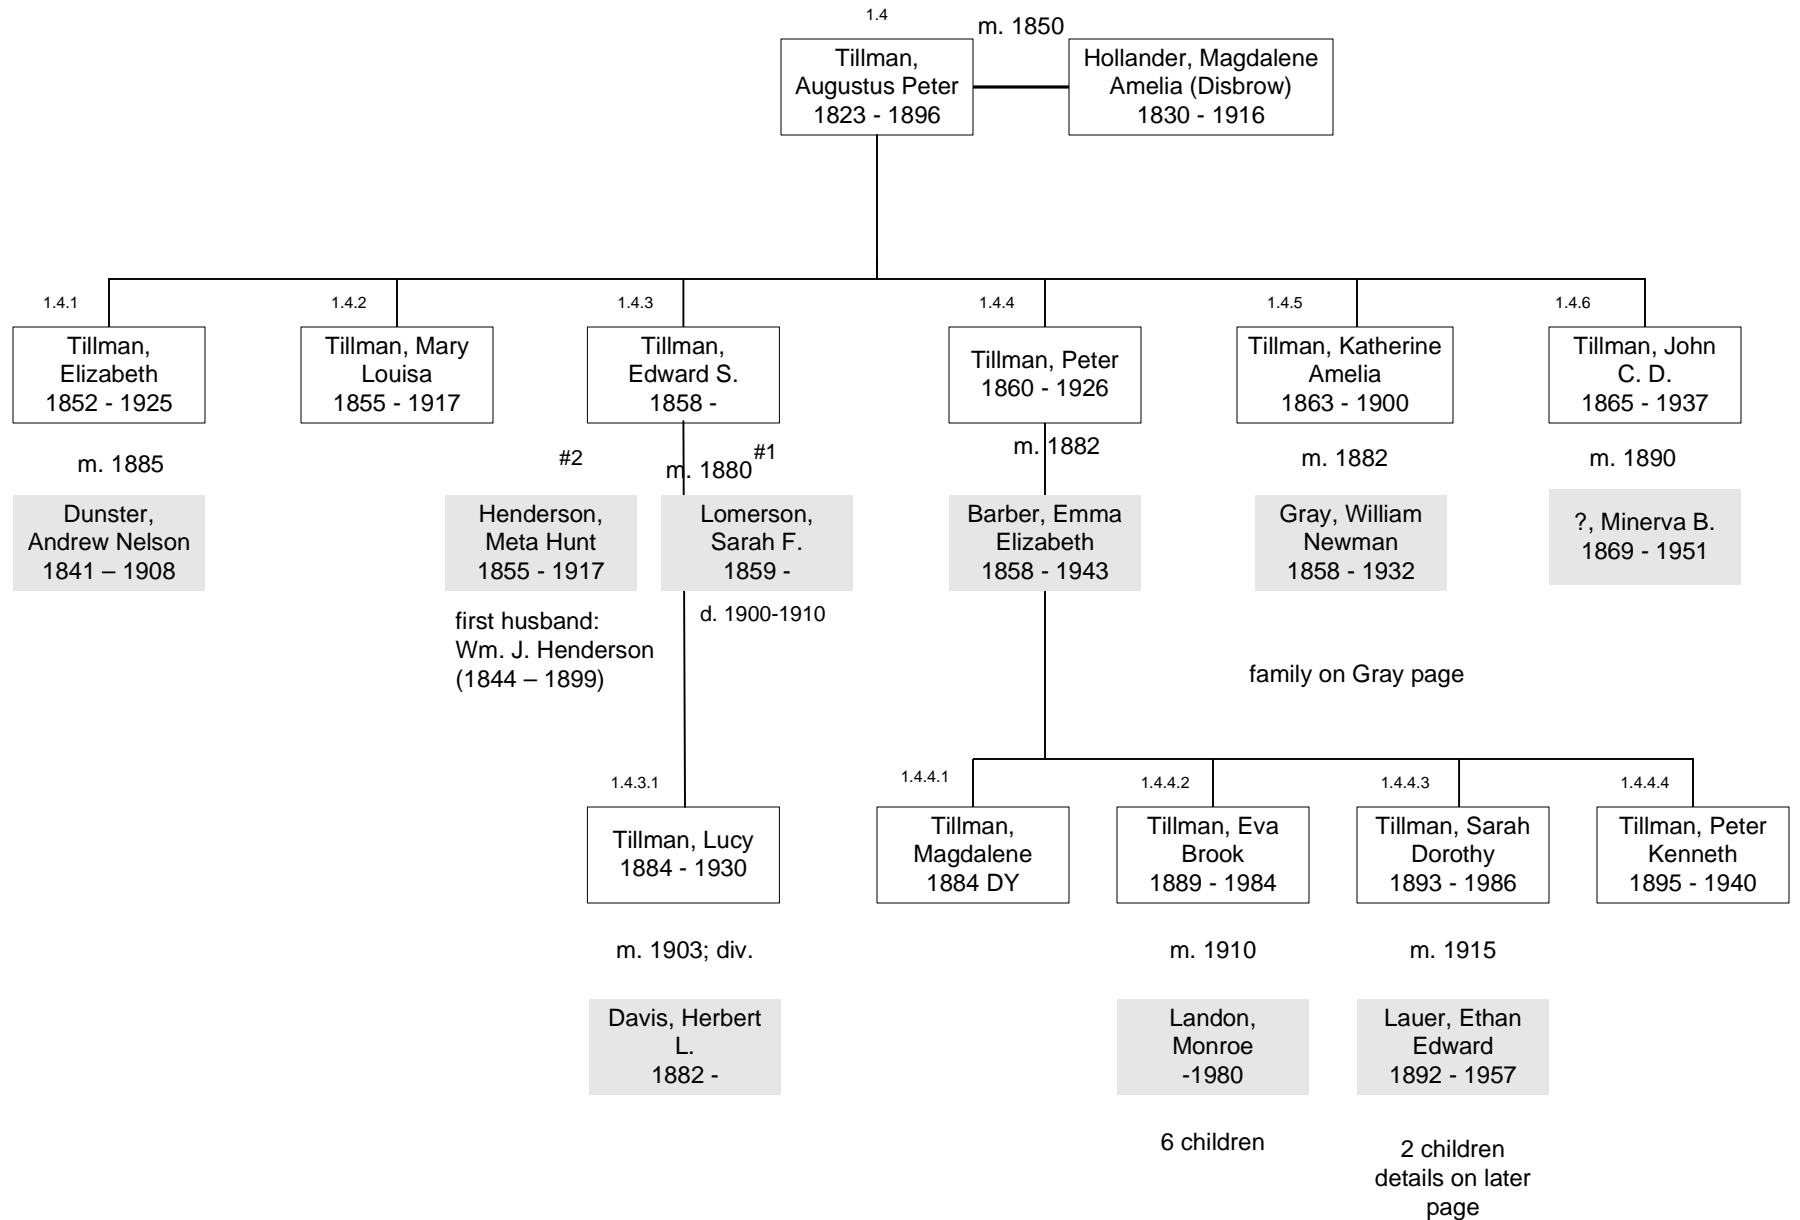 1.4
m. 1850
Tillman,
Augustus Peter
1823 - 1896
Hollander, Magdalene
Amelia (Disbrow)
1830 - 1916
1.4.1
Tillman,
Elizabeth
1852 - 1925
m. 1885
Dunster,
Andrew Nelson
1841 – 1908
1.4.2
Tillman, Mary
Louisa
1855 - 1917
1.4.3
Tillman,
Edward S.
1858 -
#2
Henderson,
Meta Hunt
1855 - 1917
first husband:
Wm. J. Henderson
(1844 – 1899)
m. 1880
#1
Lomerson,
Sarah F.
1859 -
d. 1900-1910
1.4.4
Tillman, Peter
1860 - 1926
m. 1882
Barber, Emma
Elizabeth
1858 - 1943
1.4.5
Tillman, Katherine
Amelia
1863 - 1900
m. 1882
Gray, William
Newman
1858 - 1932
family on Gray page
1.4.6
Tillman, John
C. D.
1865 - 1937
m. 1890
?, Minerva B.
1869 - 1951
1.4.3.1
Tillman, Lucy
1884 - 1930
m. 1903; div.
Davis, Herbert
L.
1882 -
1.4.4.1
Tillman,
Magdalene
1884 DY
1.4.4.2
Tillman, Eva
Brook
1889 - 1984
m. 1910
Landon,
Monroe
-1980
6 children
1.4.4.3
Tillman, Sarah
Dorothy
1893 - 1986
m. 1915
Lauer, Ethan
Edward
1892 - 1957
2 children
details on later
page
1.4.4.4
Tillman, Peter
Kenneth
1895 - 1940